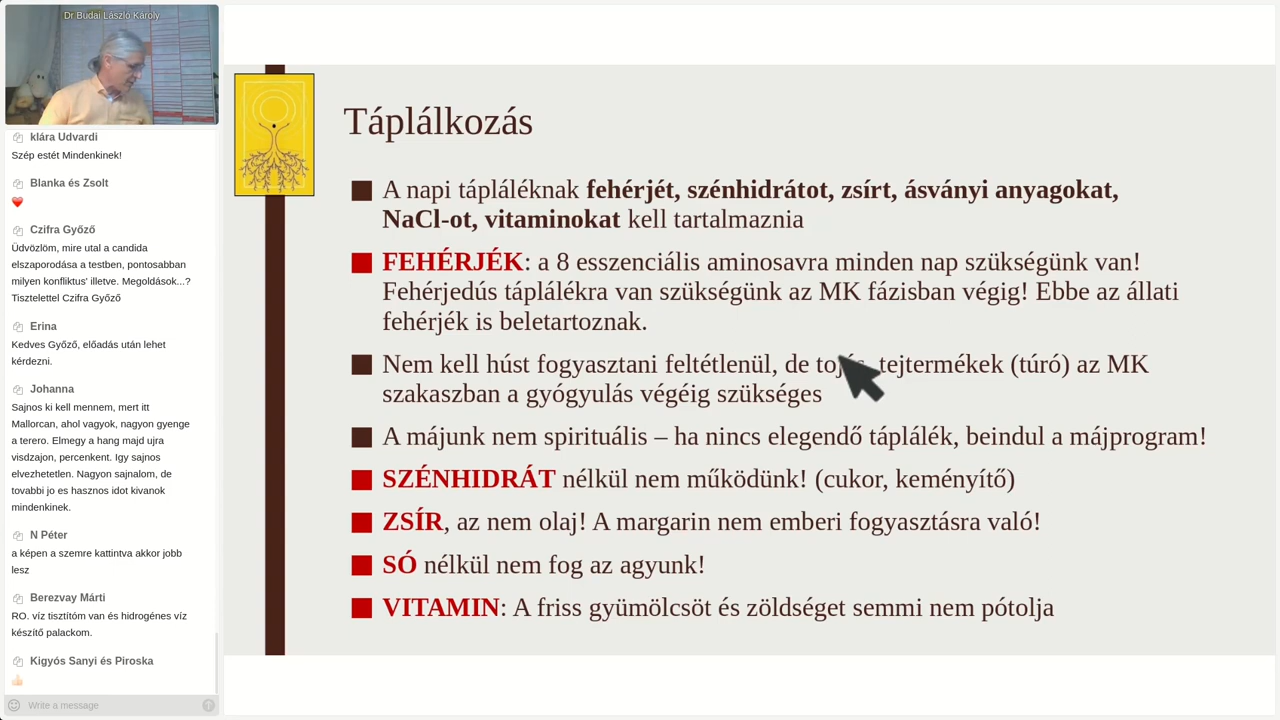 Dr Budai László Károly
klára Udvardi
Szép estét Mindenkinek!
Blanka és Zsolt
Czifra Győző
Üdvözlöm, mire utal a candida
elszaporodása a testben, pontosabban
milyen konfliktus' illetve. Megoldások...?
Tisztelettel Czifra Győző
Erina
Kedves Győző, előadás után lehet
kérdezni.
Johanna
Sajnos ki kell mennem, mert itt
Mallorcan, ahol vagyok, nagyon gyenge
a terero. Elmegy a hang majd ujra
visdzajon, percenkent. Igy sajnos
elvezhetetlen. Nagyon sajnalom, de
tovabbi jo es hasznos idot kivanok
mindenkinek.
N Péter
a képen a szemre kattintva akkor jobb
lesz
Berezvay Márti
RO. víz tisztítóm van és hidrogénes víz
készítő palackom.
Kigyós Sanyi és Piroska
Write a message
Táplálkozás
A napi tápláléknak fehérjét, szénhidrátot, zsírt, ásványi anyagokat,
NaCl-ot, vitaminokat kell tartalmaznia
FEHÉRJÉK: a 8 esszenciális aminosavra minden nap szükségünk van!
Fehérjedús táplálékra van szükségünk az MK fázisban végig! Ebbe az állati
fehérjék is beletartoznak.
Nem kell húst fogyasztani feltétlenül, de tojás, tejtermékek (túró) az MK
szakaszban a gyógyulás végéig szükséges
A májunk nem spirituális – ha nincs elegendő táplálék, beindul a májprogram!
SZÉNHIDRÁT nélkül nem működünk! (cukor, keményítő)
ZSÍR, az nem olaj! A margarin nem emberi fogyasztásra való!
SÓ nélkül nem fog az agyunk!
VITAMIN: A friss gyümölcsöt és zöldséget semmi nem pótolja